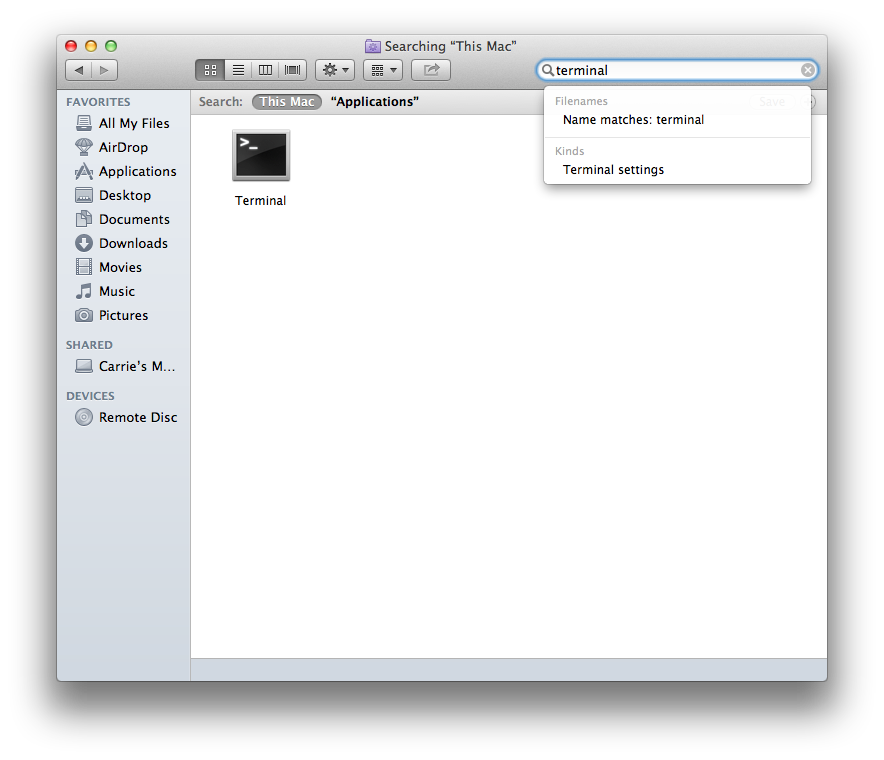 Searching “This Mac”
terminal
Search: This Mac “Applications” Save
Filenames
Name matches: terminal
Kinds
Terminal settings
FAVORITES
All My Files
AirDrop
Applications
Desktop
Documents
Downloads
Movies
Music
Pictures
SHARED
Carrie’s M...
DEVICES
Remote Disc
>_
Terminal